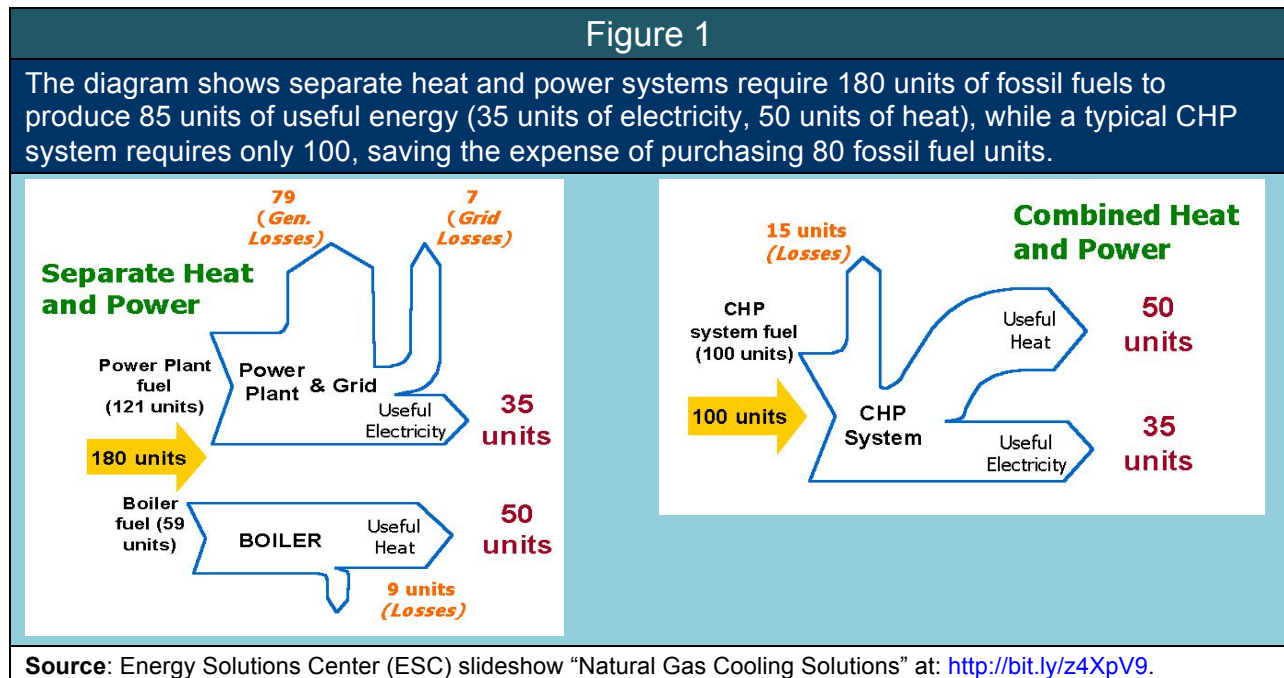 Figure 1
The diagram shows separate heat and power systems require 180 units of fossil fuels to
produce 85 units of useful energy (35 units of electricity, 50 units of heat), while a typical CHP
system requires only 100, saving the expense of purchasing 80 fossil fuel units.
79
(Gen.
Losses)
7
(Grid
Losses)
Separate Heat
and Power
Power Plant
fuel
(121 units)
Power
Plant
& Grid
Useful
Electricity
35
units
180 units
Boiler
fuel (59
units)
BOILER
Useful
Heat
50
units
9 units
(Losses)
Combined Heat
and Power
15 units
(Losses)
CHP
system fuel
(100 units)
Useful
Heat
50
units
100 units
CHP
System
Useful
Electricity
35
units
Source: Energy Solutions Center (ESC) slideshow “Natural Gas Cooling Solutions” at: http://bit.ly/z4XpV9.